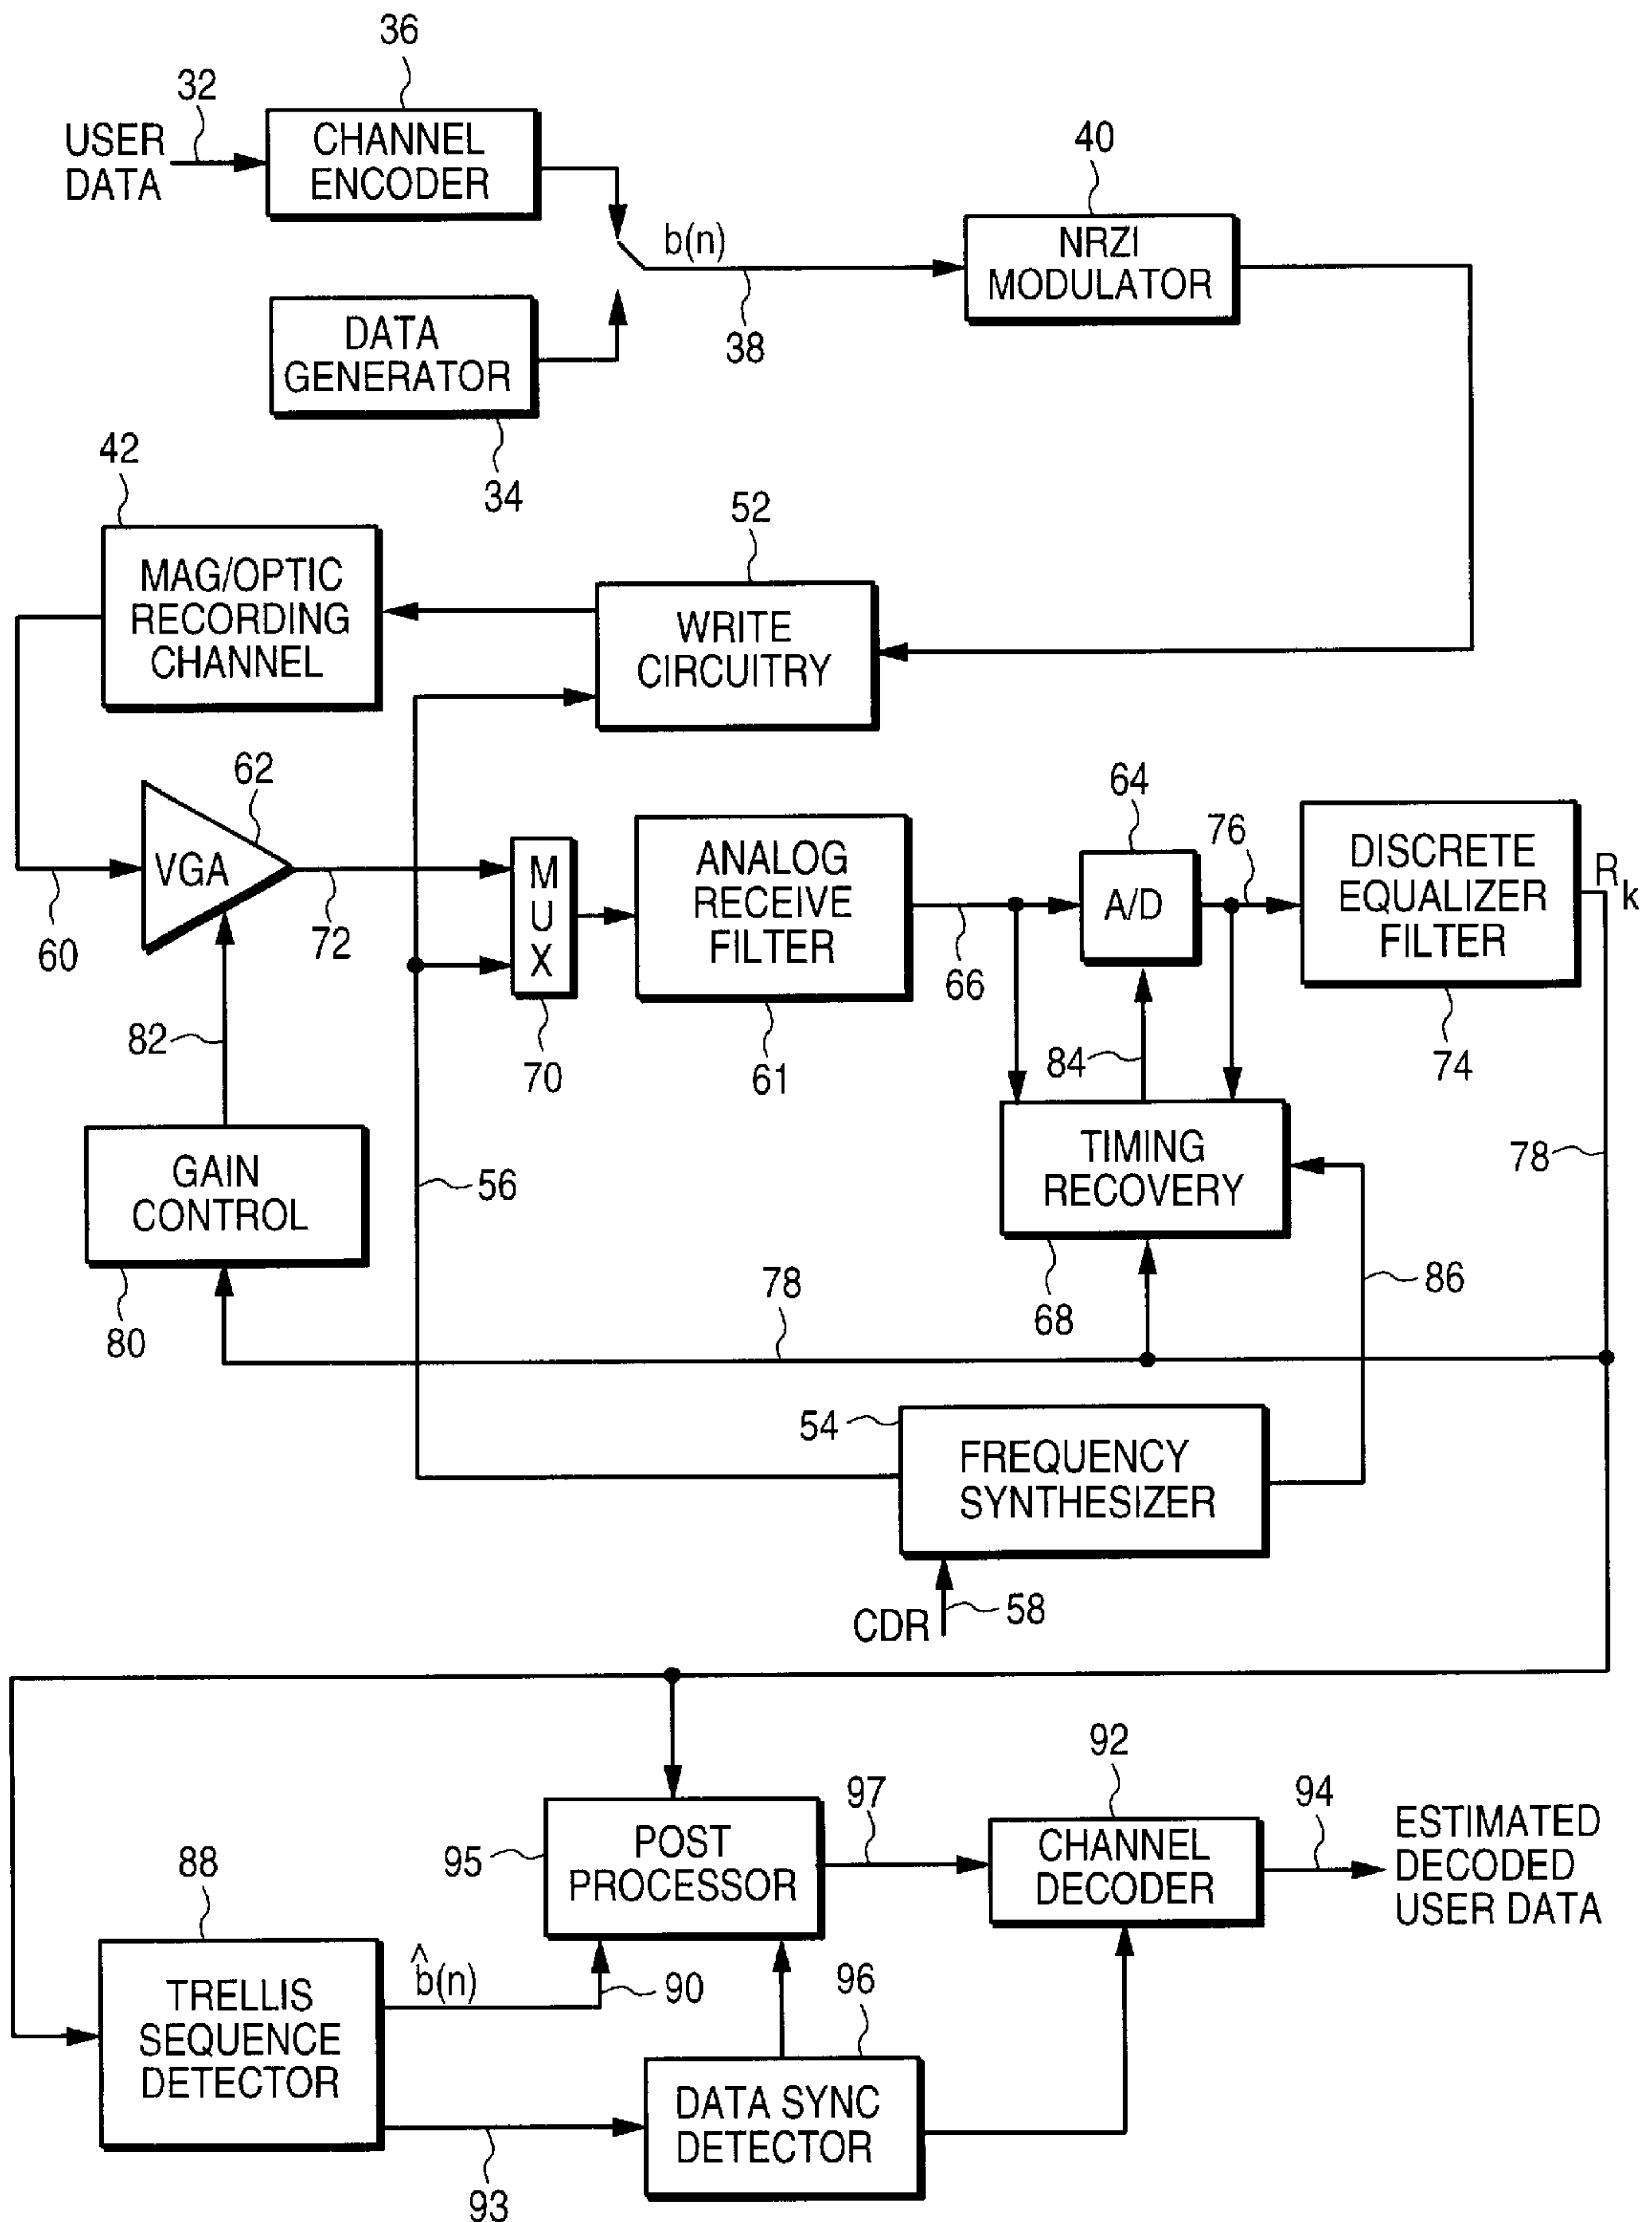 36
32
USER
DATA
CHANNEL
ENCODER
40
b(n)
NRZI
MODULATOR
38
DATA
GENERATOR
34
42
52
MAG/OPTIC
RECORDING
CHANNEL
WRITE
CIRCUITRY
62
64
76
VGA
60
72
MUX
ANALOG
RECEIVE
FILTER
66
A/D
DISCRETE
EQUALIZER
FILTER
Rk
82
70
61
84
74
GAIN
CONTROL
56
TIMING
RECOVERY
78
80
78
68
86
54
FREQUENCY
SYNTHESIZER
CDR
58
92
97
94
POST
PROCESSOR
95
CHANNEL
DECODER
ESTIMATED
DECODED
USER DATA
88
b̂(n)
90
96
TRELLIS
SEQUENCE
DETECTOR
DATA SYNC
DETECTOR
93